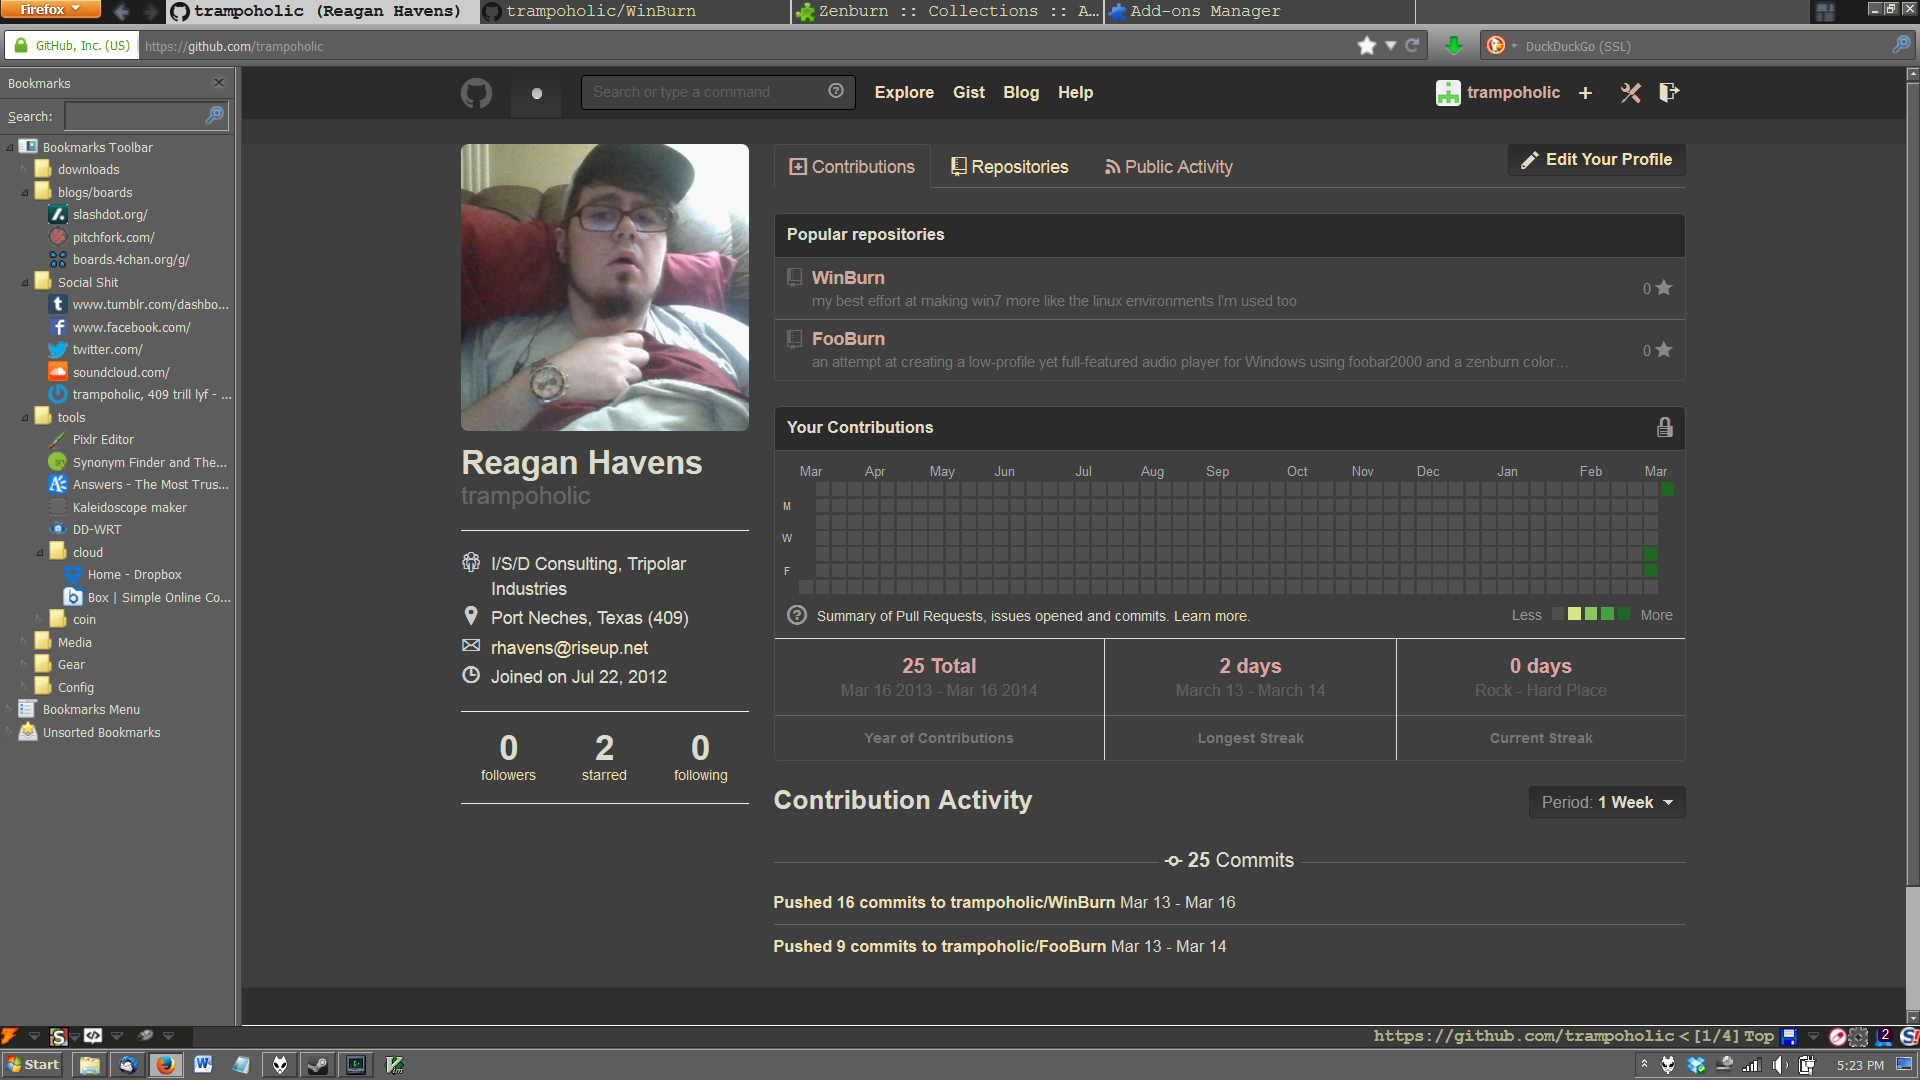 Firefox
trampoholic (Reagan Havens)
trampoholic/WinBurn
Zenburn :: Collections :: A...
Add-ons Manager
GitHub, Inc. (US)
https://github.com/trampoholic
DuckDuckGo (SSL)
Bookmarks
Search:
Bookmarks Toolbar
downloads
blogs/boards
slashdot.org/
pitchfork.com/
boards.4chan.org/g/
Social Shit
www.tumblr.com/dashbo...
www.facebook.com/
twitter.com/
soundcloud.com/
trampoholic, 409 trill lyf - ...
tools
Pixlr Editor
Synonym Finder and The...
Answers - The Most Trus...
Kaleidoscope maker
DD-WRT
cloud
Home - Dropbox
Box | Simple Online Co...
coin
Media
Gear
Config
Bookmarks Menu
Unsorted Bookmarks
Search or type a command
Explore Gist Blog Help
trampoholic
Reagan Havens
trampoholic
I/S/D Consulting, Tripolar
Industries
Port Neches, Texas (409)
rhavens@riseup.net
Joined on Jul 22, 2012
0 2 0
followers starred following
Contributions Repositories Public Activity
Edit Your Profile
Popular repositories
WinBurn
my best effort at making win7 more like the linux environments I'm used too
0
FooBurn
an attempt at creating a low-profile yet full-featured audio player for Windows using foobar2000 and a zenburn color...
0
Your Contributions
Mar Apr May Jun Jul Aug Sep Oct Nov Dec Jan Feb Mar
M
W
F
Summary of Pull Requests, issues opened and commits. Learn more.
Less More
25 Total 2 days 0 days
Mar 16 2013 - Mar 16 2014 March 13 - March 14 Rock - Hard Place
Year of Contributions Longest Streak Current Streak
Contribution Activity
Period: 1 Week
25 Commits
Pushed 16 commits to trampoholic/WinBurn Mar 13 - Mar 16
Pushed 9 commits to trampoholic/FooBurn Mar 13 - Mar 14
https://github.com/trampoholic < [1/4] Top
2
Start
5:23 PM